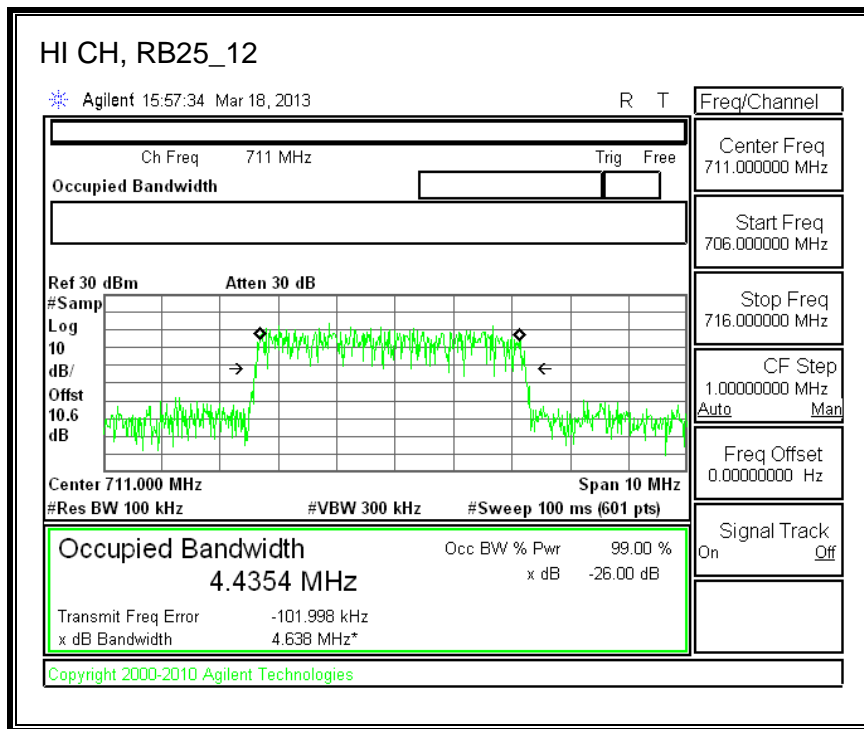 HI CH, RB25_12
Agilent 15:57:34 Mar 18, 2013 R T
Ch Freq 711 MHz Trig Free
Occupied Bandwidth
Ref 30 dBm Atten 30 dB
#Samp
Log
10
dB/
Offst
10.6
dB
Center 711.000 MHz Span 10 MHz
#Res BW 100 kHz #VBW 300 kHz #Sweep 100 ms (601 pts)
Occupied Bandwidth Occ BW % Pwr 99.00 %
4.4354 MHz x dB -26.00 dB
Transmit Freq Error -101.998 kHz
x dB Bandwidth 4.638 MHz*
Copyright 2000-2010 Agilent Technologies
Freq/Channel
Center Freq
711.000000 MHz
Start Freq
706.000000 MHz
Stop Freq
716.000000 MHz
CF Step
1.00000000 MHz
Auto Man
Freq Offset
0.00000000 Hz
Signal Track
On Off